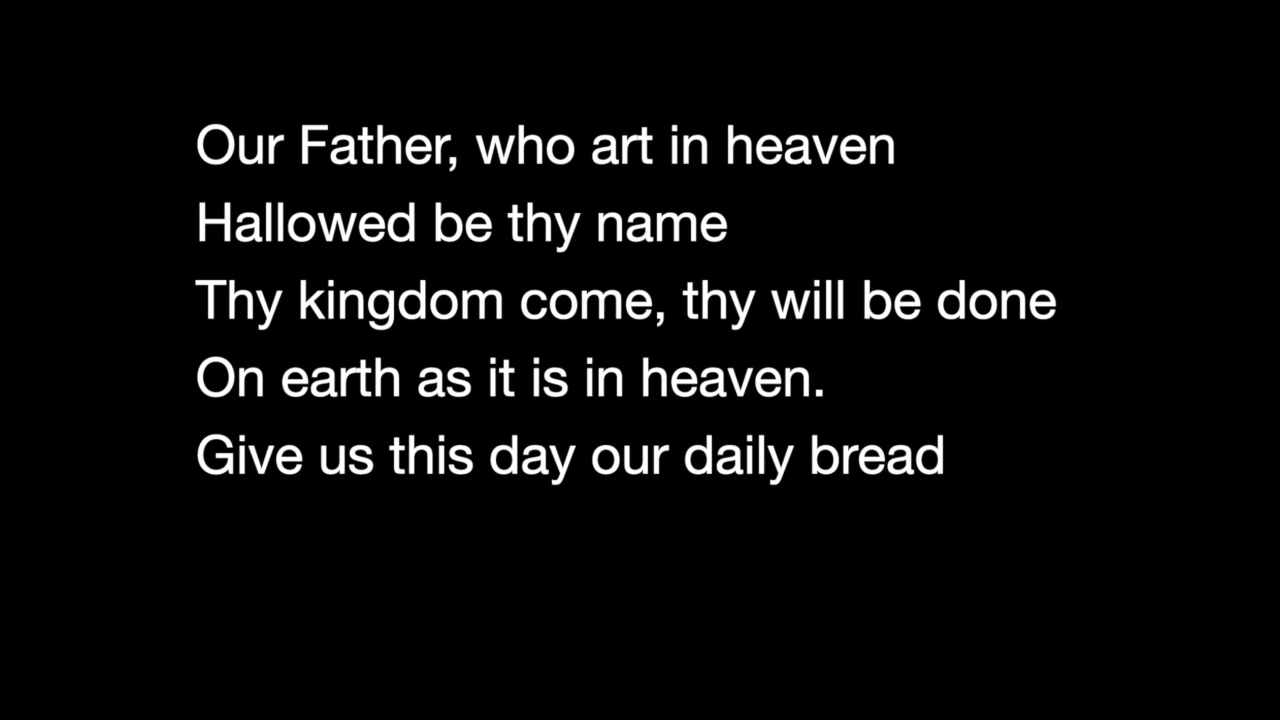 Our Father, who art in heaven
Hallowed be thy name
Thy kingdom come, thy will be done
On earth as it is in heaven.
Give us this day our daily bread